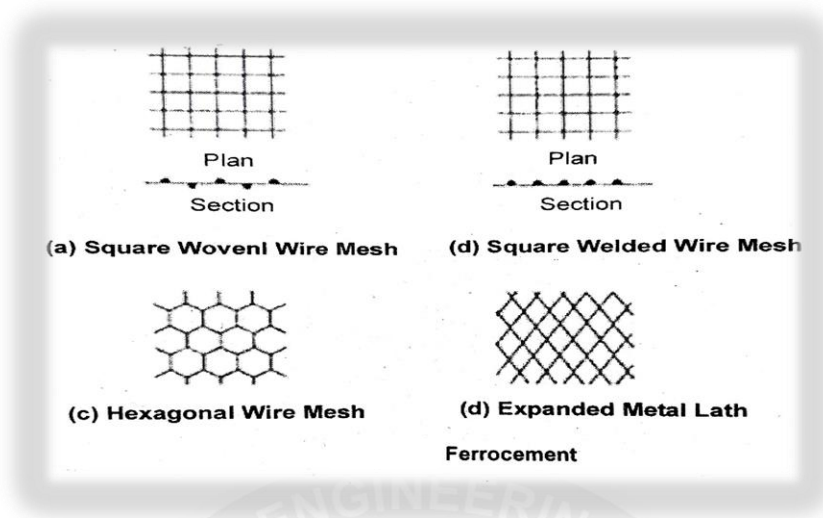 Plan
Section
(a) Square Wovenl Wire Mesh
Plan
Section
(d) Square Welded Wire Mesh
(c) Hexagonal Wire Mesh
(d) Expanded Metal Lath
Ferrocement
ENGINEERIN